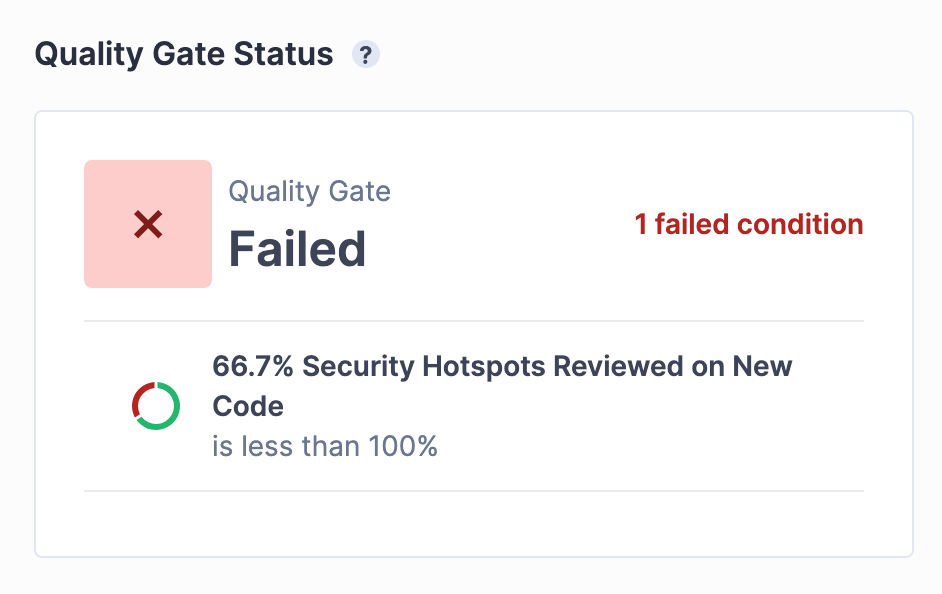 Quality Gate Status ?
Quality Gate
Failed
1 failed condition
66.7% Security Hotspots Reviewed on New
Code
is less than 100%